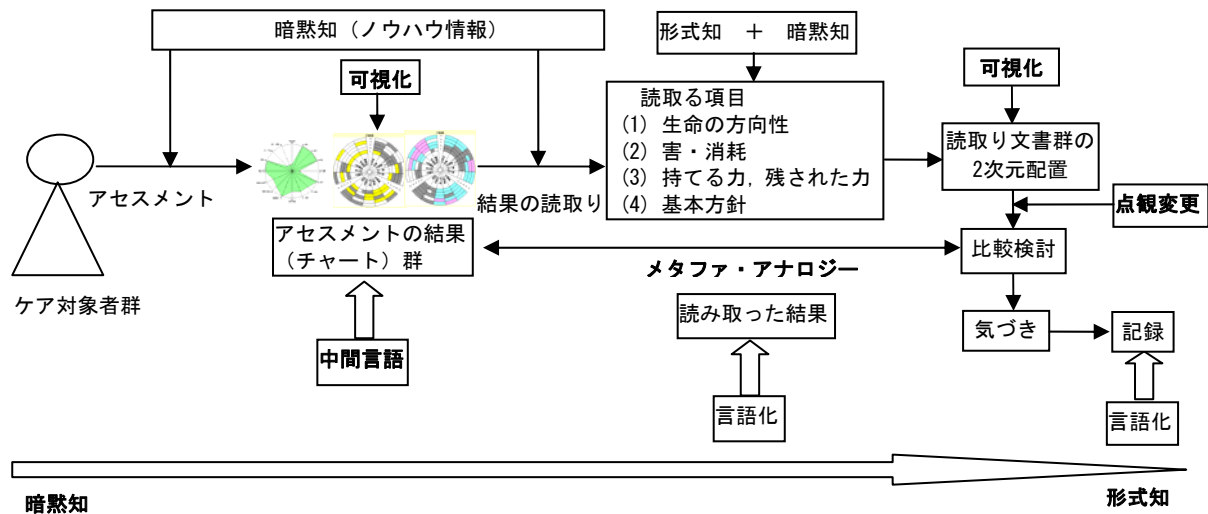 暗黙知（ノウハウ情報）
形式知　＋　暗黙知
可視化
可視化
読取る項目
(1) 生命の方向性
(2) 害・消耗
(3) 持てる力，残された力
(4) 基本方針
読取り文書群の
2次元配置
アセスメント
結果の読取り
点観変更
アセスメントの結果
（チャート）群
比較検討
メタファ・アナロジー
ケア対象者群
読み取った結果
気づき
記録
中間言語
言語化
言語化
暗黙知
形式知